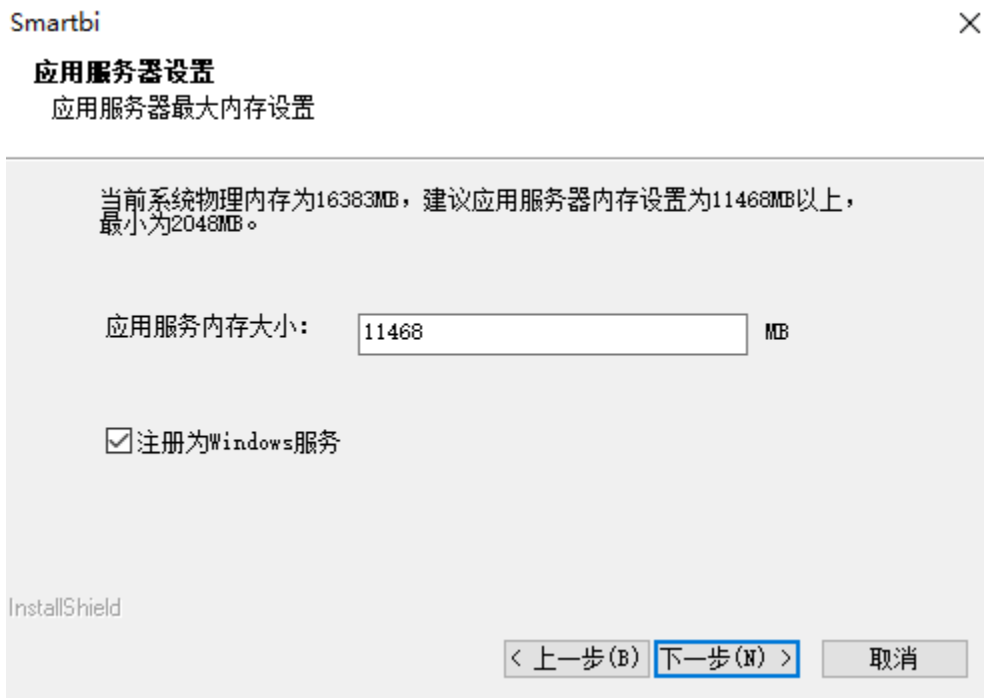 Smartbi
应用服务器设置
应用服务器最大内存设置
当前系统物理内存为16383MB，建议应用服务器内存设置为11468MB以上，
最小为2048MB。
应用服务内存大小： 11468 MB
注册为Windows服务
InstallShield
< 上一步(B) 下一步(N) > 取消